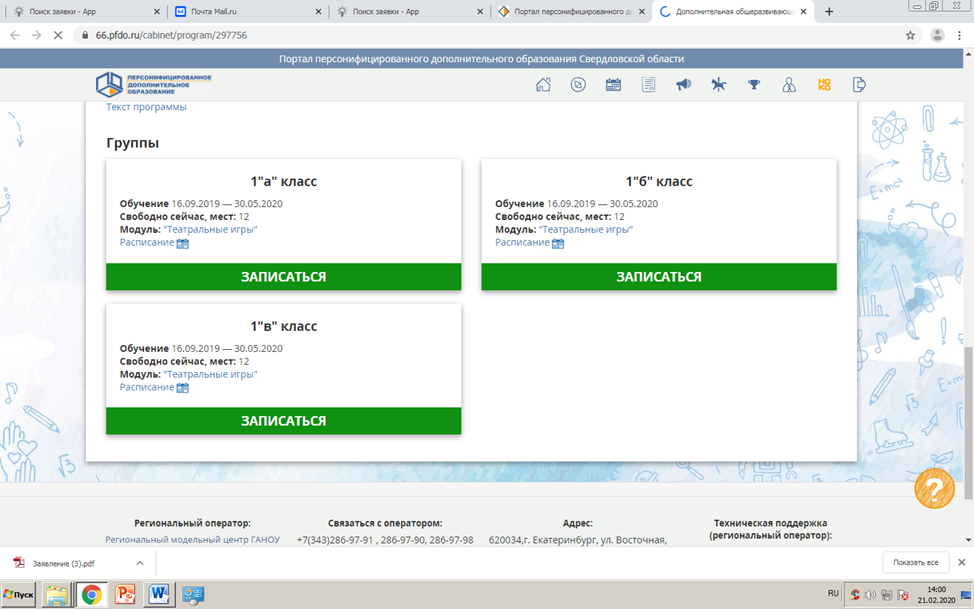 Поиск заявки - App
Почта Mail.ru
Поиск заявки - App
Портал персонифицированного д
Дополнительная общеразвивающ
66.pfdo.ru/cabinet/program/297756
Портал персонифицированного дополнительного образования Свердловской области
ПЕРСОНИФИЦИРОВАННОЕ
ДОПОЛНИТЕЛЬНОЕ
ОБРАЗОВАНИЕ
НО
КО
Текст программы
Группы
1"а" класс
Обучение 16.09.2019 — 30.05.2020
Свободно сейчас, мест: 12
Модуль: "Театральные игры"
Расписание
ЗАПИСАТЬСЯ
1"б" класс
Обучение 16.09.2019 — 30.05.2020
Свободно сейчас, мест: 12
Модуль: "Театральные игры"
Расписание
ЗАПИСАТЬСЯ
1"в" класс
Обучение 16.09.2019 — 30.05.2020
Свободно сейчас, мест: 12
Модуль: "Театральные игры"
Расписание
ЗАПИСАТЬСЯ
Региональный оператор:
Региональный модельный центр ГАНОУ
Связаться с оператором:
+7(343)286-97-91 , 286-97-90, 286-97-98
Адрес:
620034,г. Екатеринбург, ул. Восточная,
Техническая поддержка
(региональный оператор):
?
Заявление (3).pdf
Показать все
Пуск
RU
14:00
21.02.2020